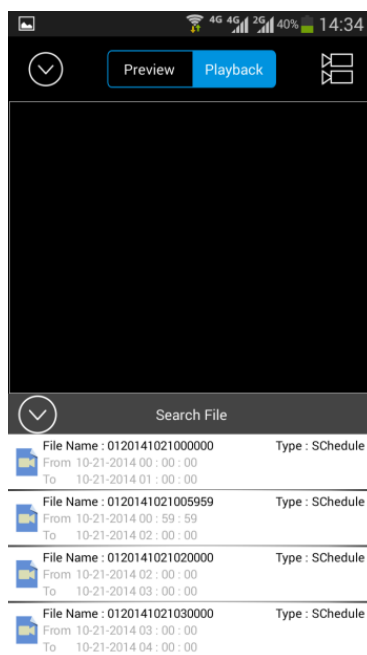 4G 4G 2G 40% 14:34
Preview Playback
Search File
File Name : 0120141021000000 Type : SChedule
From 10-21-2014 00 : 00 : 00
To 10-21-2014 01 : 00 : 00
File Name : 0120141021005959 Type : SChedule
From 10-21-2014 00 : 59 : 59
To 10-21-2014 02 : 00 : 00
File Name : 0120141021020000 Type : SChedule
From 10-21-2014 02 : 00 : 00
To 10-21-2014 03 : 00 : 00
File Name : 0120141021030000 Type : SChedule
From 10-21-2014 03 : 00 : 00
To 10-21-2014 04 : 00 : 00